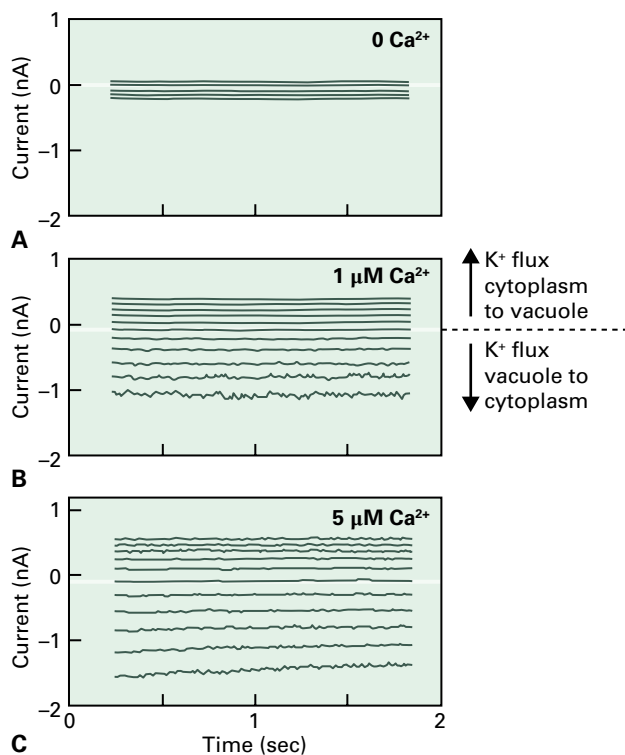 1
0 Ca²⁺
0
Current (nA)
–1
–2
A
1
1 μM Ca²⁺
K⁺ flux
cytoplasm
to vacuole
0
Current (nA)
K⁺ flux
vacuole to
cytoplasm
–1
–2
B
1
5 μM Ca²⁺
0
Current (nA)
–1
–2
C
0
1
2
Time (sec)